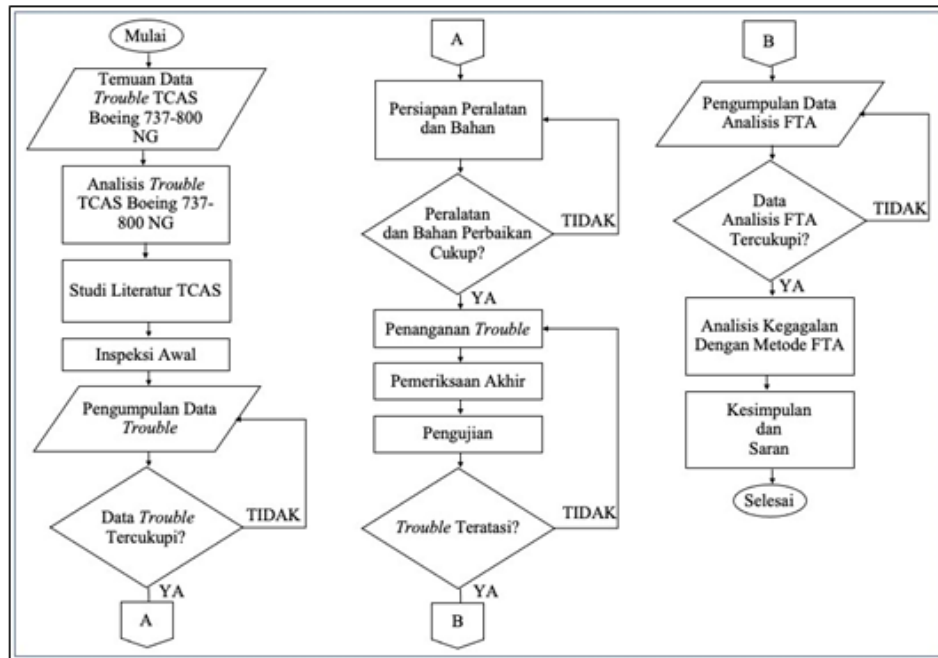 Mulai
Temuan Data
Trouble TCAS
Boeing 737-800
NG
Analisis Trouble
TCAS Boeing 737-
800 NG
Studi Literatur TCAS
Inspeksi Awal
Pengumpulan Data
Trouble
Data Trouble
Tercukupi?
TIDAK
YA
A
A
Persiapan Peralatan
dan Bahan
Peralatan
dan Bahan Perbaikan
Cukup?
TIDAK
YA
Penanganan Trouble
Pemeriksaan Akhir
Pengujian
Trouble Teratasi?
TIDAK
YA
B
B
Pengumpulan Data
Analisis FTA
Data
Analisis FTA
Tercukupi?
TIDAK
YA
Analisis Kegagalan
Dengan Metode FTA
Kesimpulan
dan
Saran
Selesai